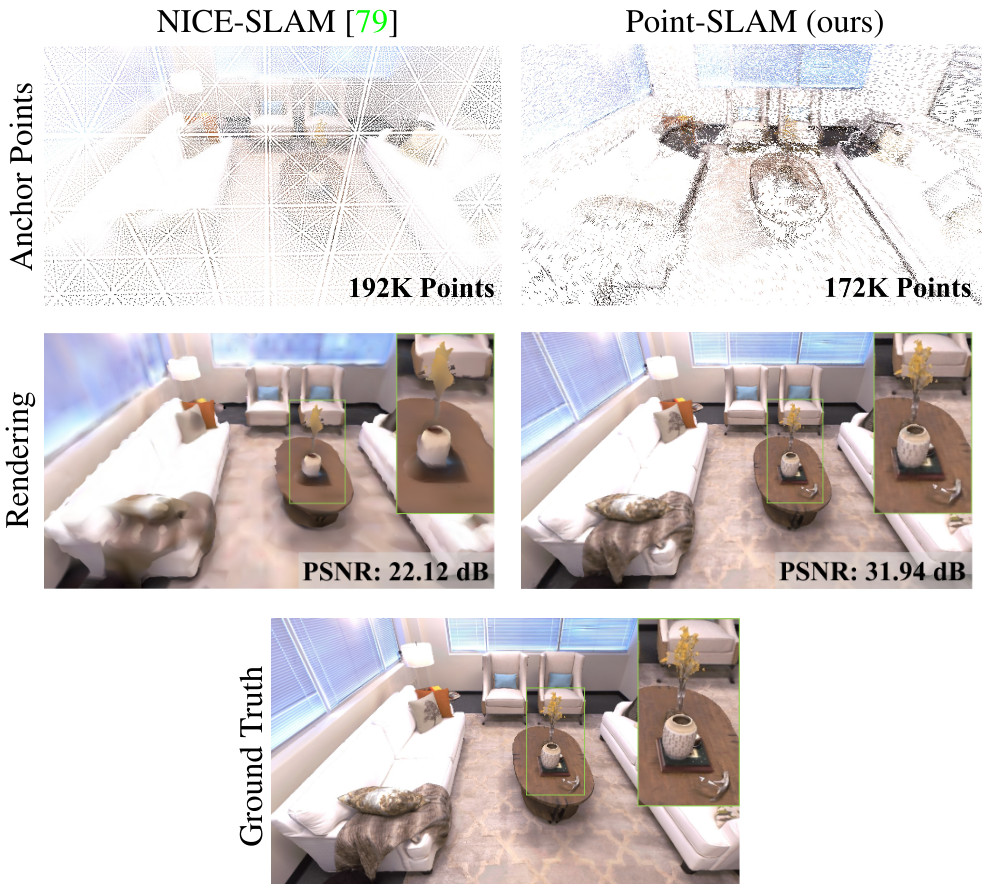 NICE-SLAM [79]
Point-SLAM (ours)
Anchor Points
192K Points
172K Points
Rendering
PSNR: 22.12 dB
PSNR: 31.94 dB
Ground Truth